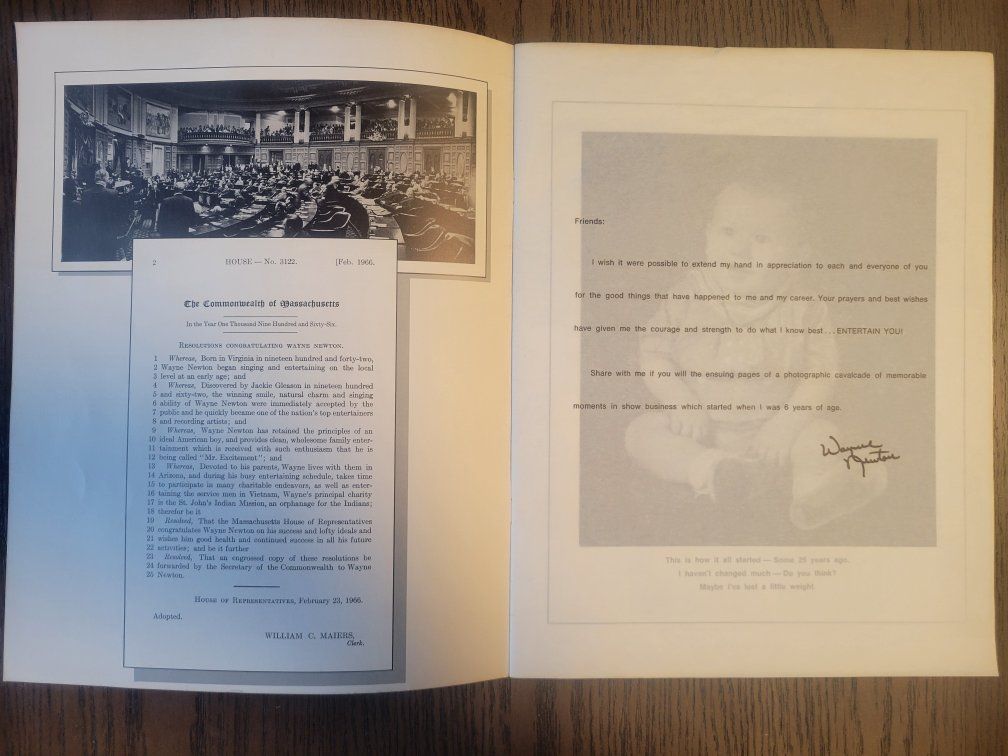 2 HOUSE — No. 3122. [Feb. 1966.
The Commonwealth of Massachusetts
In the Year One Thousand Nine Hundred and Sixty-Six.
RESOLUTIONS CONGRATULATING WAYNE NEWTON.
1 Whereas, Born in Virginia in nineteen hundred and forty-two,
2 Wayne Newton began singing and entertaining on the local
3 level at an early age; and
4 Whereas, Discovered by Jackie Gleason in nineteen hundred
5 and sixty-two, the winning smile, natural charm and singing
6 ability of Wayne Newton were immediately accepted by the
7 public and he quickly became one of the nation's top entertainers
8 and recording artists; and
9 Whereas, Wayne Newton has retained the principles of an
10 ideal American boy, and provides clean, wholesome family enter-
11 tainment which is received with such enthusiasm that he is
12 being called "Mr. Excitement"; and
13 Whereas, Devoted to his parents, Wayne lives with them in
14 Arizona, and during his busy entertaining schedule, takes time
15 to participate in many charitable endeavors, as well as enter-
16 taining the service men in Vietnam, Wayne's principal charity
17 is the St. John's Indian Mission, an orphanage for the Indians;
18 therefor be it
19 Resolved, That the Massachusetts House of Representatives
20 congratulates Wayne Newton on his success and lofty ideals and
21 wishes him good health and continued success in all his future
22 activities; and be it further
23 Resolved, That an engrossed copy of these resolutions be
24 forwarded by the Secretary of the Commonwealth to Wayne
25 Newton.
HOUSE OF REPRESENTATIVES, February 23, 1966.
Adopted.
WILLIAM C. MAIERS,
Clerk.
Friends:
I wish it were possible to extend my hand in appreciation to each and everyone of you
for the good things that have happened to me and my career. Your prayers and best wishes
have given me the courage and strength to do what I know best . . . ENTERTAIN YOU!
Share with me if you will the ensuing pages of a photographic cavalcade of memorable
moments in show business which started when I was 6 years of age.
Wayne
Newton
This is how it all started — Some 25 years ago.
I haven't changed much — Do you think?
Maybe I've lost a little weight.